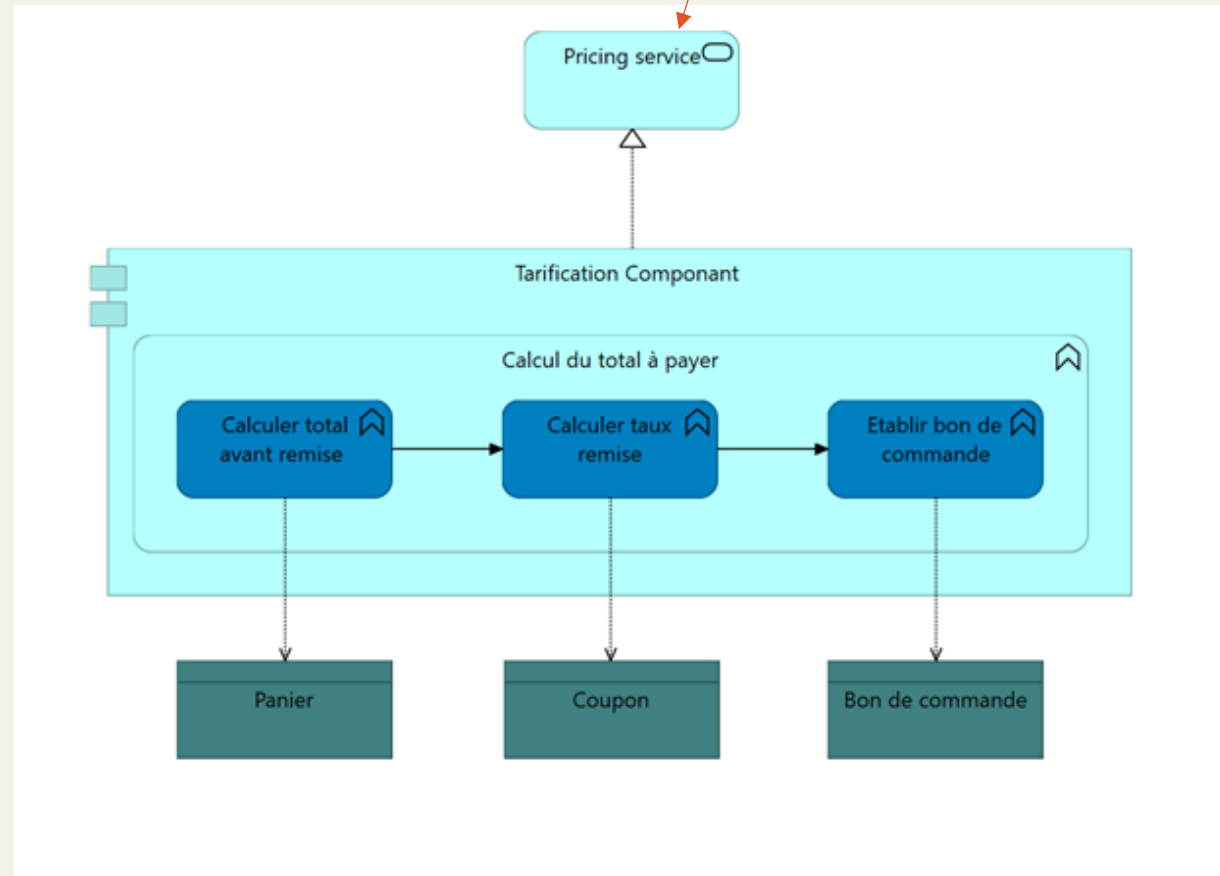 Pricing service
Tarification Componant
Calcul du total à payer
Calculer total
avant remise
Calculer taux
remise
Etablir bon de
commande
Panier
Coupon
Bon de commande